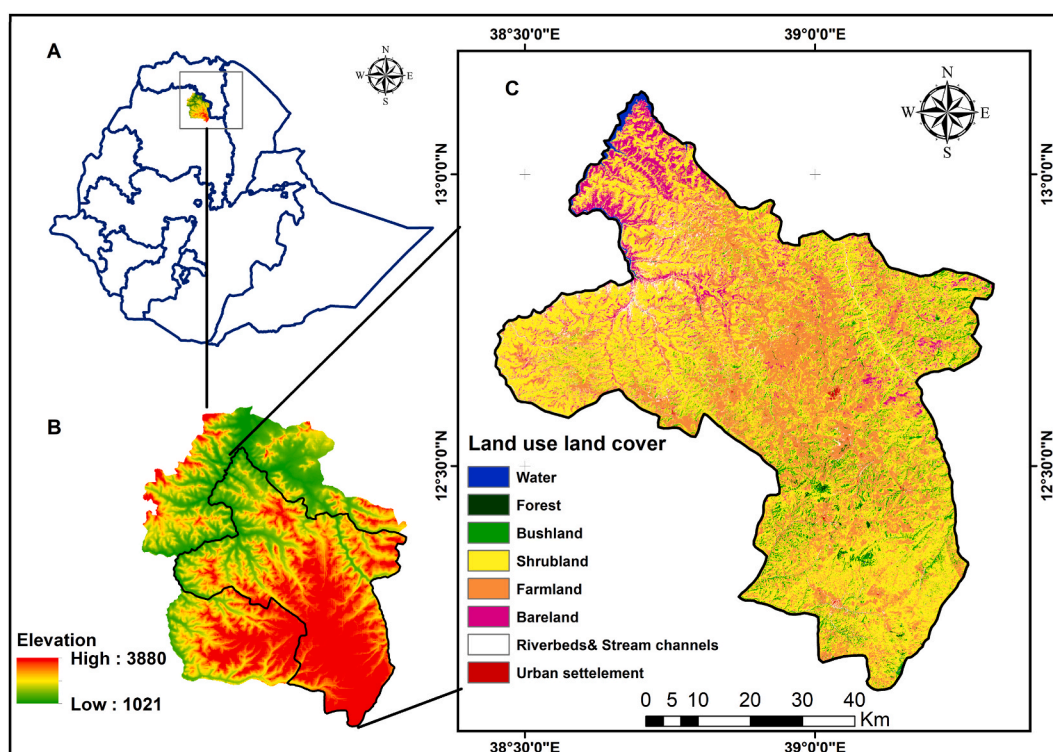 A
N
W E
S
B
Elevation
High : 3880
Low : 1021
38°30'0"E 39°0'0"E
C
N
W E
S
13°0'0"N 13°0'0"N
12°30'0"N 12°30'0"N
Land use land cover
Water
Forest
Bushland
Shrubland
Farmland
Bareland
Riverbeds& Stream channels
Urban settelement
0 5 10 20 30 40
Km
38°30'0"E 39°0'0"E